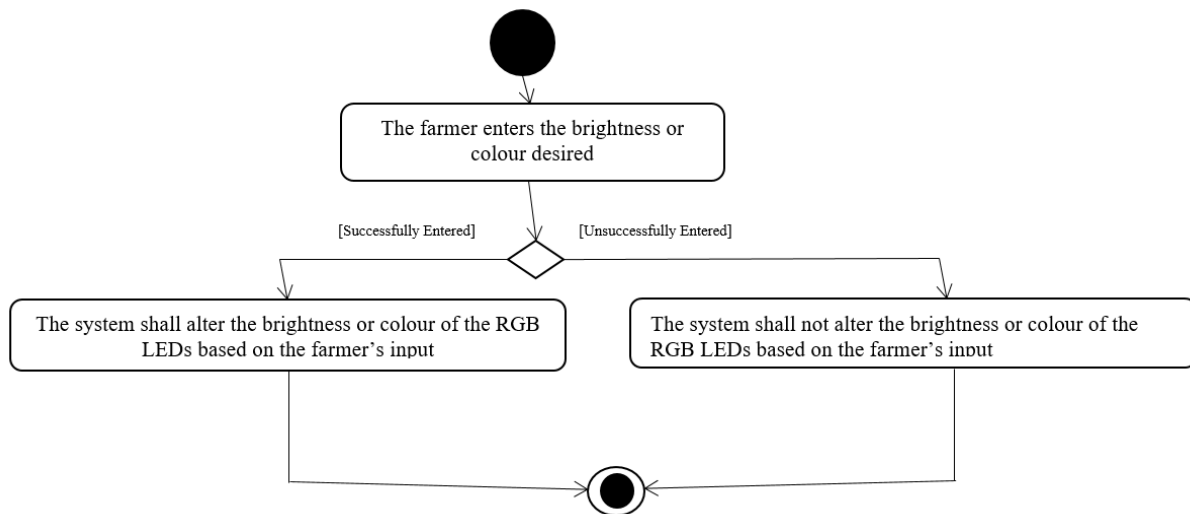 The farmer enters the brightness or
colour desired
[Successfully Entered]
[Unsuccessfully Entered]
The system shall alter the brightness or colour of the RGB
LEDs based on the farmer’s input
The system shall not alter the brightness or colour of the
RGB LEDs based on the farmer’s input